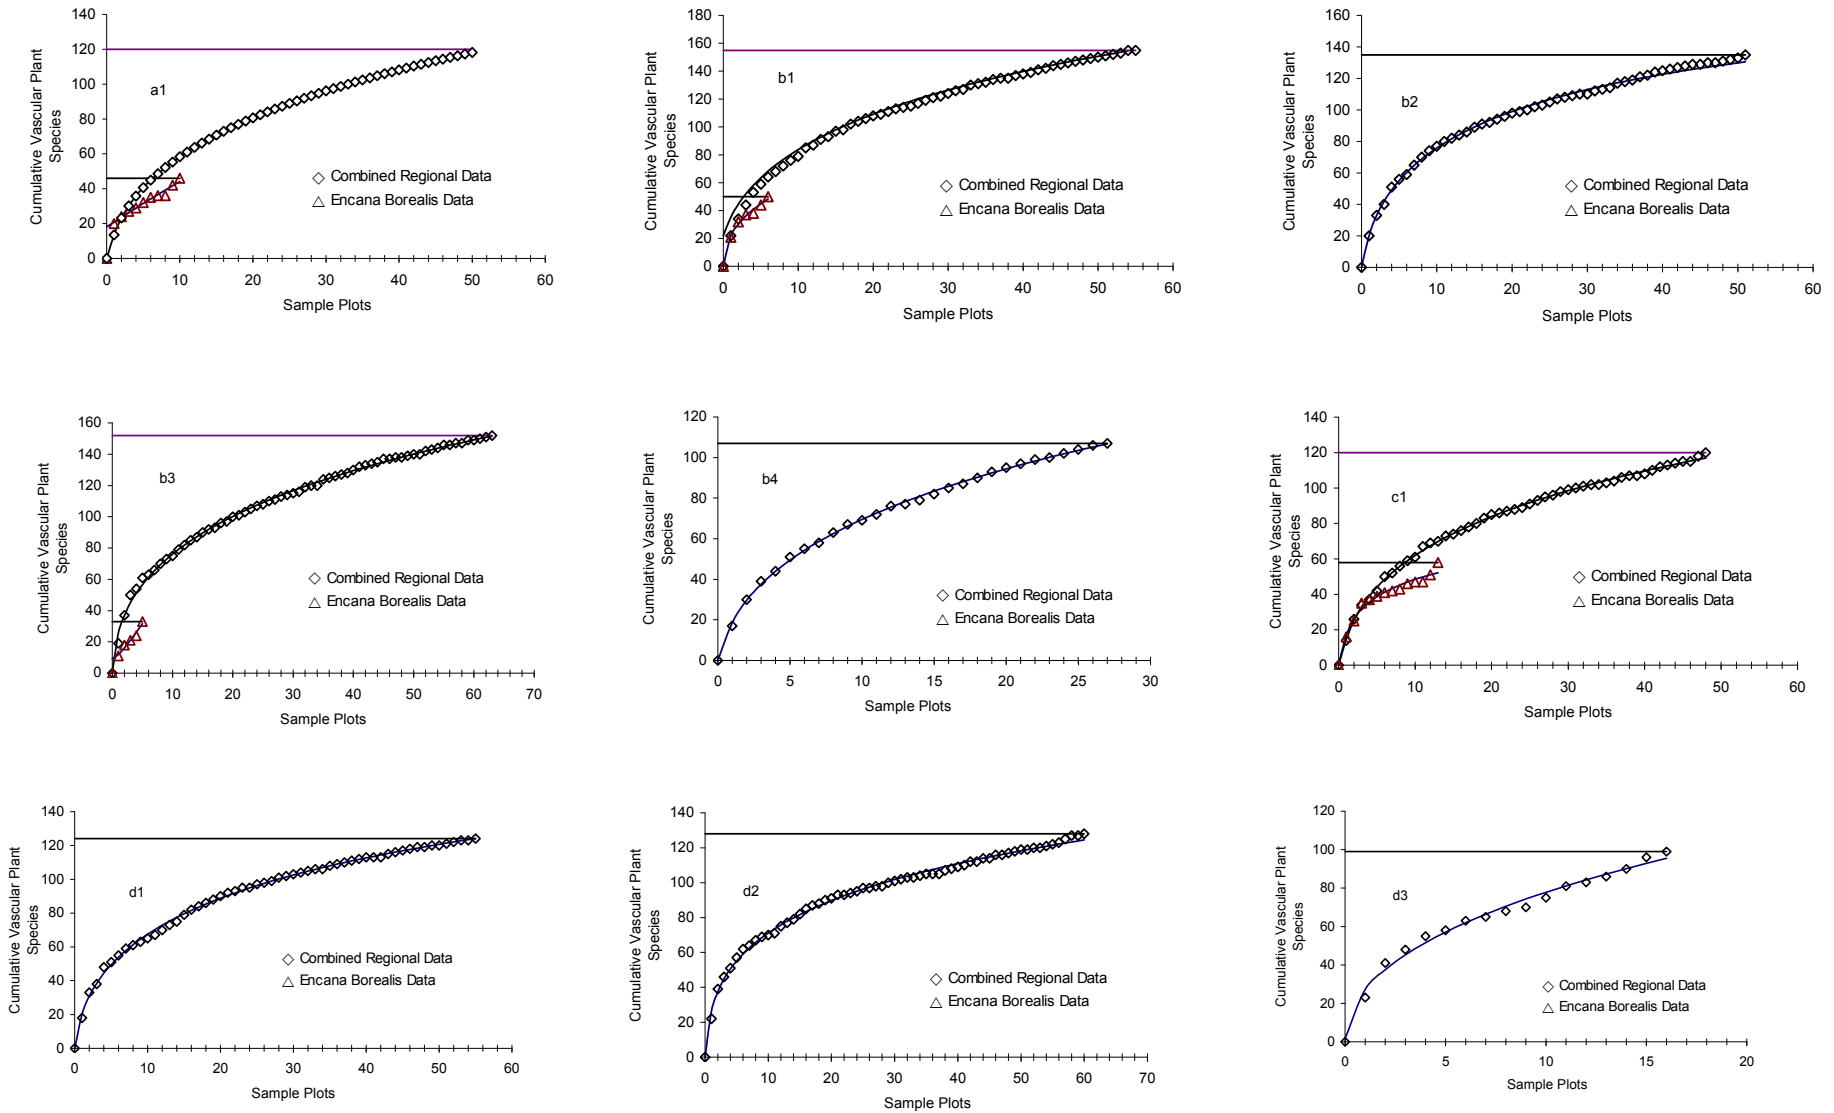 Cumulative Vascular Plant
Species
140
120
100
80
60
40
20
0
a1
Combined Regional Data
Encana Borealis Data
0 10 20 30 40 50 60
Sample Plots
Cumulative Vascular Plant
Species
180
160
140
120
100
80
60
40
20
0
b1
Combined Regional Data
Encana Borealis Data
0 10 20 30 40 50 60
Sample Plots
Cumulative Vascular Plant
Species
160
140
120
100
80
60
40
20
0
b2
Combined Regional Data
Encana Borealis Data
0 10 20 30 40 50 60
Sample Plots
Cumulative Vascular Plant
Species
160
140
120
100
80
60
40
20
0
b3
Combined Regional Data
Encana Borealis Data
0 10 20 30 40 50 60 70
Sample Plots
Cumulative Vascular Plant
Species
120
100
80
60
40
20
0
b4
Combined Regional Data
Encana Borealis Data
0 5 10 15 20 25 30
Sample Plots
Cumulative Vascular Plant
Species
140
120
100
80
60
40
20
0
c1
Combined Regional Data
Encana Borealis Data
0 10 20 30 40 50 60
Sample Plots
Cumulative Vascular Plant
Species
140
120
100
80
60
40
20
0
d1
Combined Regional Data
Encana Borealis Data
0 10 20 30 40 50 60
Sample Plots
Cumulative Vascular Plant
Species
140
120
100
80
60
40
20
0
d2
Combined Regional Data
Encana Borealis Data
0 10 20 30 40 50 60 70
Sample Plots
Cumulative Vascular Plant
Species
120
100
80
60
40
20
0
d3
Combined Regional Data
Encana Borealis Data
0 5 10 15 20
Sample Plots